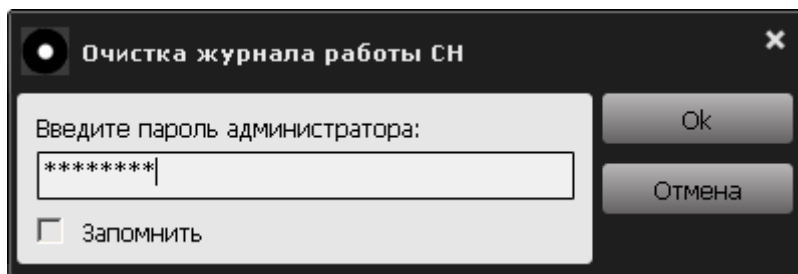 Очистка журнала работы СН
Введите пароль администратора:
********
Запомнить
Ok
Отмена